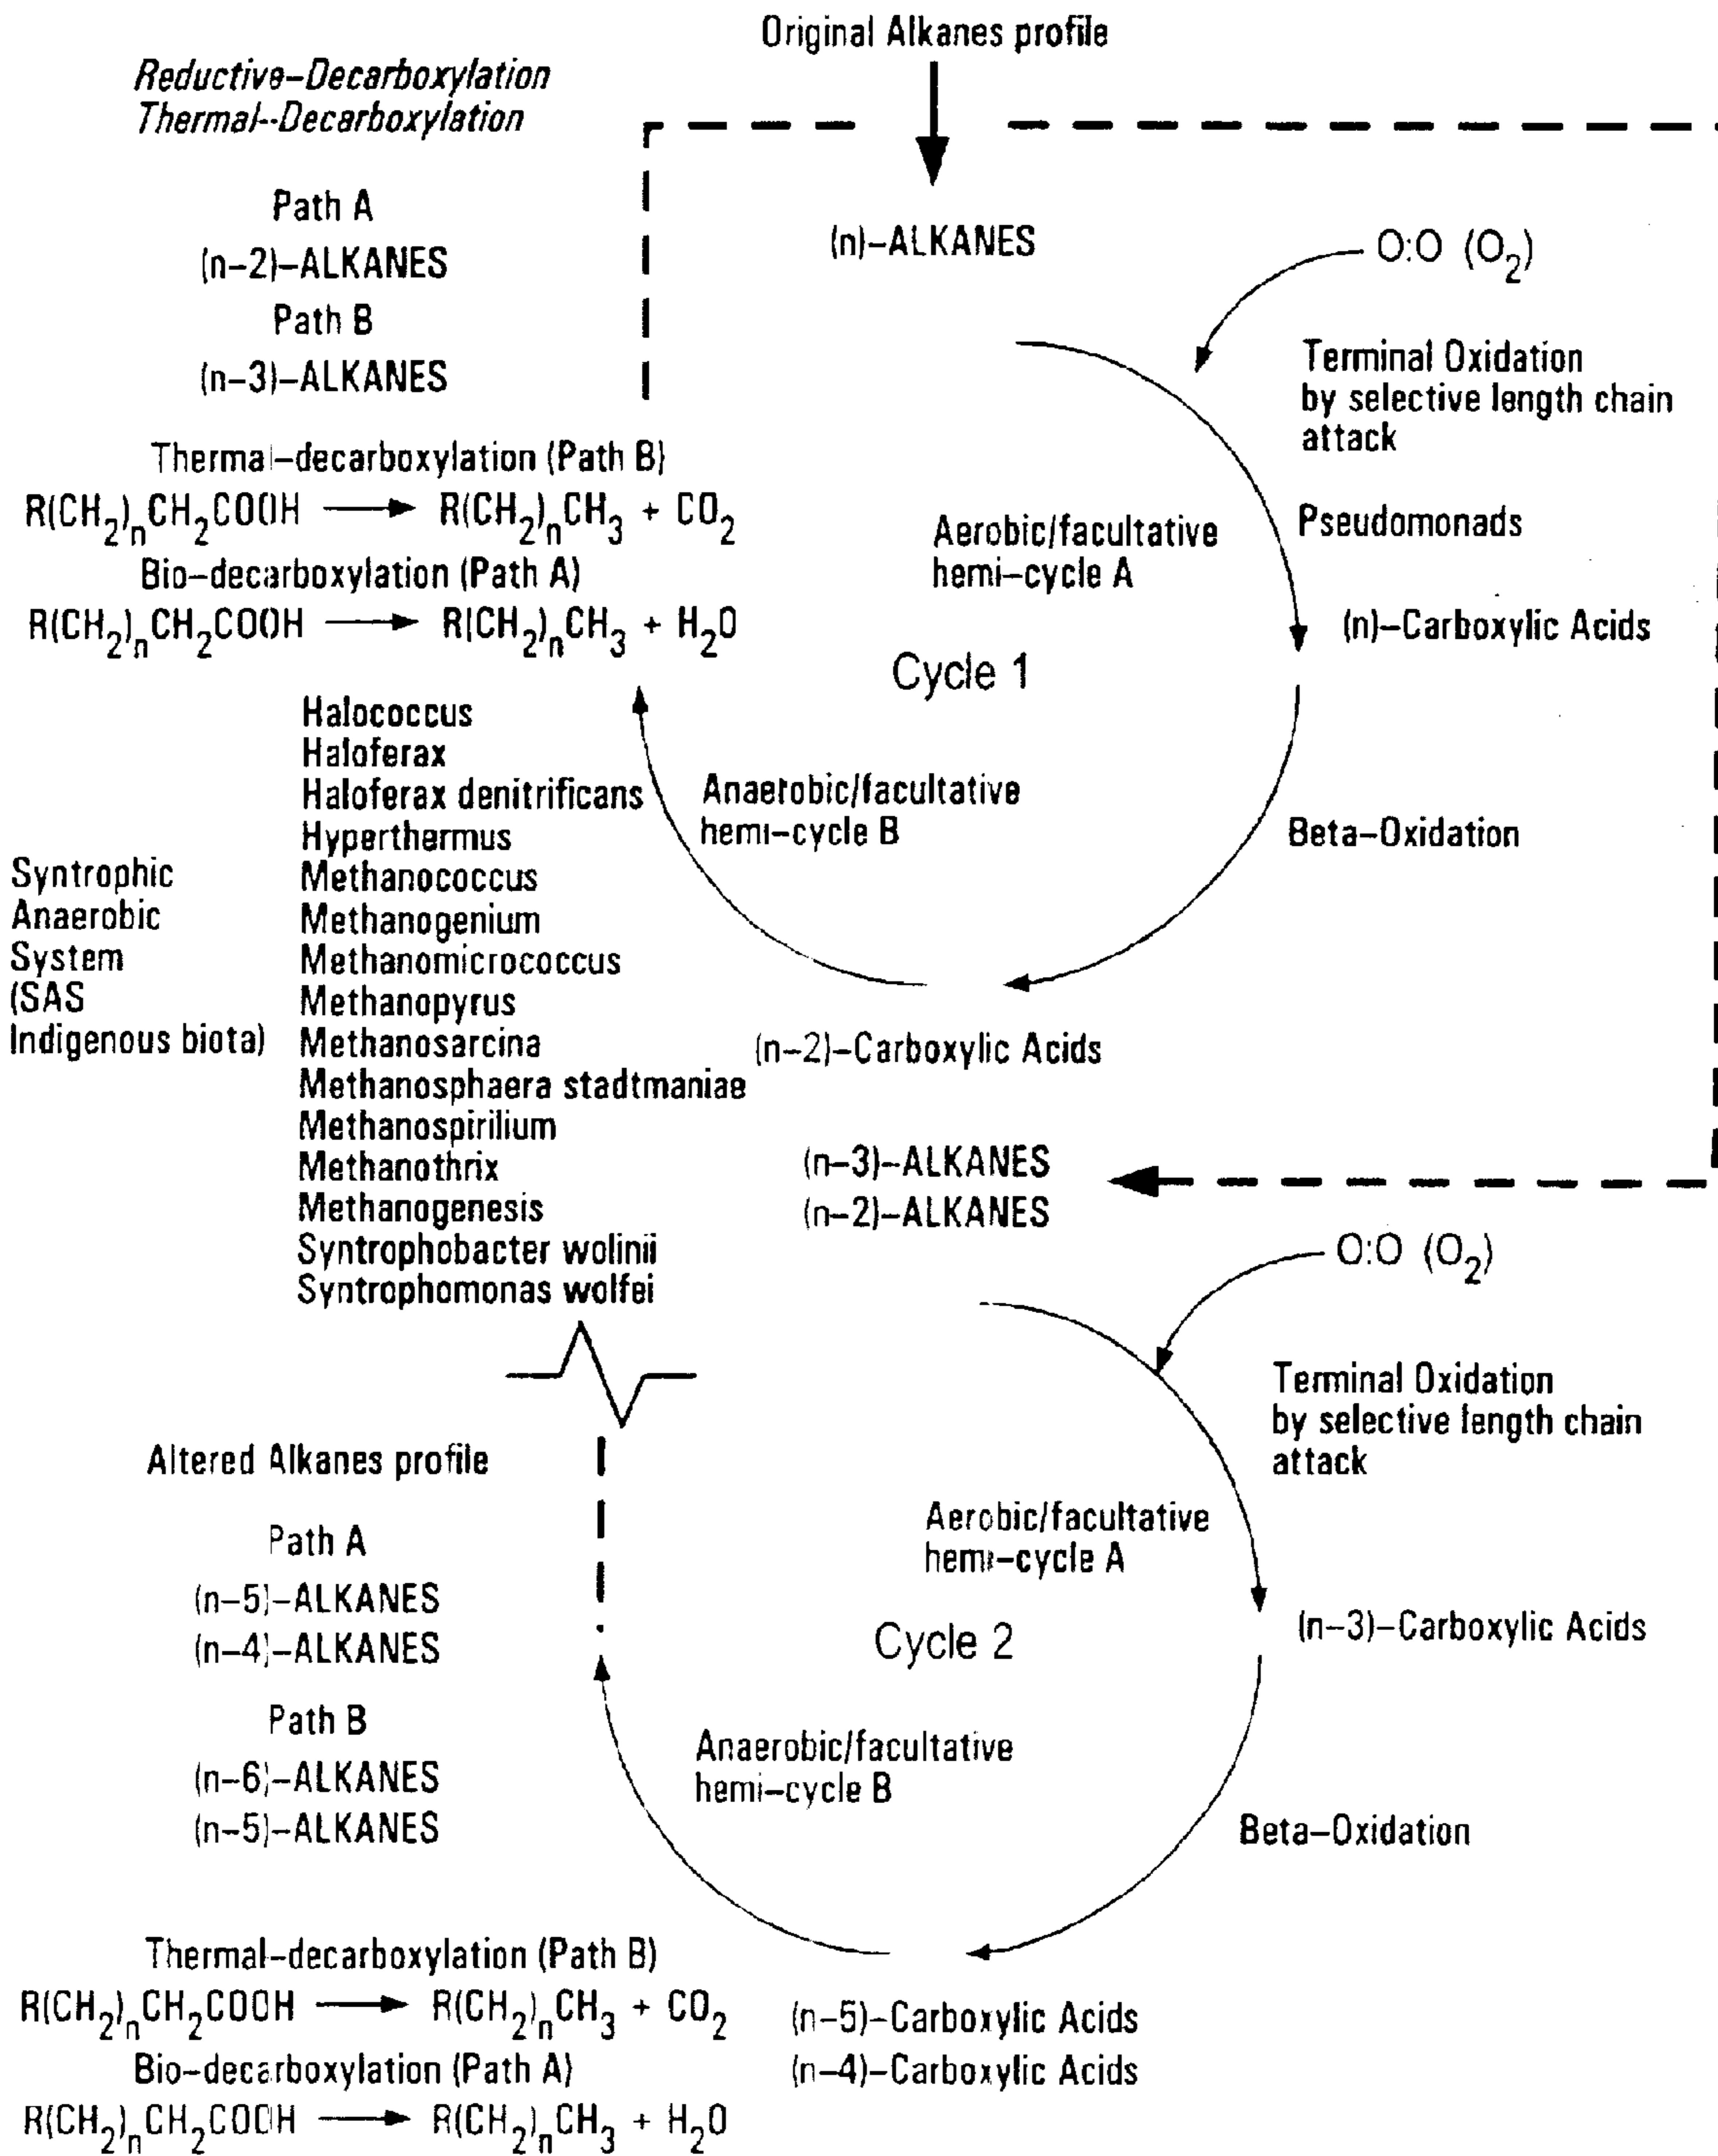 Original Alkanes profile
Reductive-Decarboxylation
Thermal--Decarboxylation
Path A
(n-2)-ALKANES
Path B
(n-3)-ALKANES
(n)-ALKANES
O:O (O₂)
Terminal Oxidation
by selective length chain
attack
Pseudomonads
Aerobic/facultative
hemi-cycle A
(n)-Carboxylic Acids
Cycle 1
Thermal-decarboxylation (Path B)
R(CH₂)ₙCH₂COOH → R(CH₂)ₙCH₃ + CO₂
Bio-decarboxylation (Path A)
R(CH₂)ₙCH₂COOH → R(CH₂)ₙCH₃ + H₂O
Anaerobic/facultative
hemi-cycle B
Beta-Oxidation
Syntrophic
Anaerobic
System
(SAS
Indigenous biota)
Halococcus
Haloferax
Haloferax denitrificans
Hyperthermus
Methanococcus
Methanogenium
Methanomicrococcus
Methanopyrus
Methanosarcina
Methanosphaera stadtmaniae
Methanospirilium
Methanothrix
Methanogenesis
Syntrophobacter wolinii
Syntrophomonas wolfei
(n-2)-Carboxylic Acids
(n-3)-ALKANES
(n-2)-ALKANES
O:O (O₂)
Terminal Oxidation
by selective length chain
attack
Aerobic/facultative
hemi-cycle A
(n-3)-Carboxylic Acids
Cycle 2
Altered Alkanes profile
Path A
(n-5)-ALKANES
(n-4)-ALKANES
Path B
(n-6)-ALKANES
(n-5)-ALKANES
Anaerobic/facultative
hemi-cycle B
Beta-Oxidation
Thermal-decarboxylation (Path B)
R(CH₂)ₙCH₂COOH → R(CH₂)ₙCH₃ + CO₂
Bio-decarboxylation (Path A)
R(CH₂)ₙCH₂COOH → R(CH₂)ₙCH₃ + H₂O
(n-5)-Carboxylic Acids
(n-4)-Carboxylic Acids